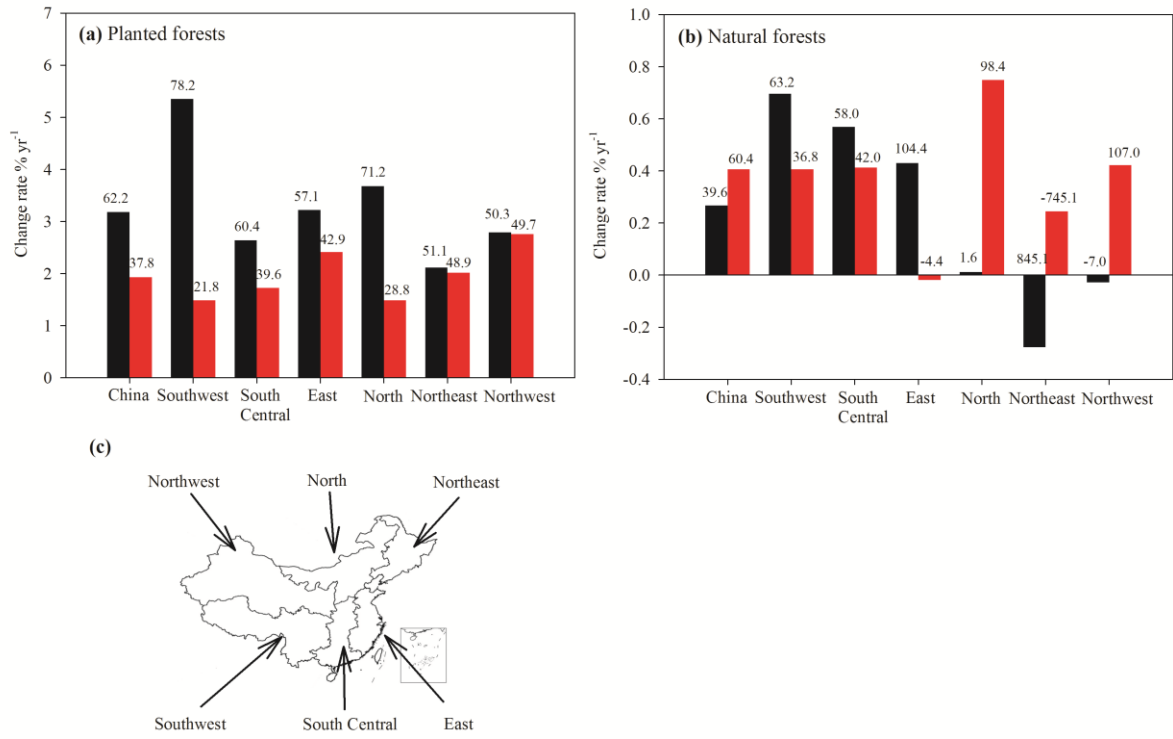 (a) Planted forests
Change rate % yr-1
7
6
5
4
3
2
1
0
62.2
37.8
78.2
21.8
60.4
39.6
57.1
42.9
71.2
28.8
51.1
48.9
50.3
49.7
China
Southwest
South
Central
East
North
Northeast
Northwest
(b) Natural forests
Change rate % yr-1
1.0
0.8
0.6
0.4
0.2
0.0
-0.2
-0.4
39.6
60.4
63.2
36.8
58.0
42.0
104.4
-4.4
1.6
98.4
845.1
-745.1
-7.0
107.0
China
Southwest
South
Central
East
North
Northeast
Northwest
(c)
Northwest
North
Northeast
Southwest
South Central
East